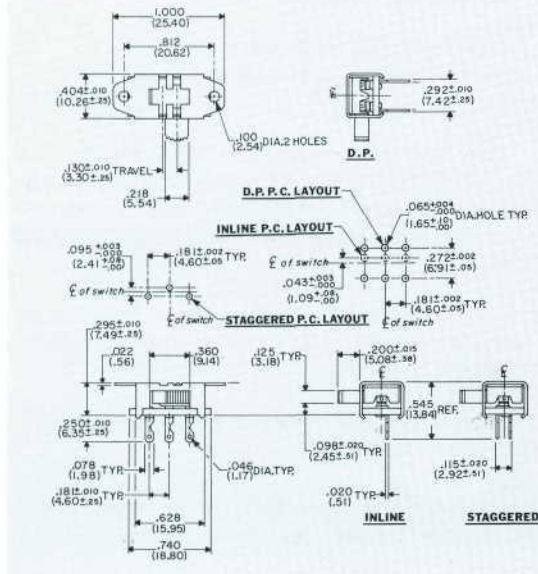 1.000
(25.40)
.812
(20.62)
.404±.010
(10.26±.25)
.100
(2.54) DIA, 2 HOLES
.130±.010
(3.30±.25) TRAVEL
.218
(5.54)
.292±.010
(7.42±.25)
D.P.
D.P. P.C. LAYOUT
INLINE P.C. LAYOUT
.065+.004
-.000
(1.65+.10
-.00) DIA. HOLE TYP.
.095+.003
-.000
(2.41+.08
-.00)
.181±.002
(4.60±.05) TYP.
℄ of switch
.043+.003
-.000
(1.09+.08
-.00)
.272±.002
(6.91±.05)
.181±.002
(4.60±.05) TYP.
℄ of switch
℄ of switch
STAGGERED P.C. LAYOUT
.295±.010
(7.49±.25)
.022
(.56)
.360
(9.14)
.250±.010
(6.35±.25)
.078
(1.98) TYP.
.181±.010
(4.60±.25) TYP.
.046
(1.17) DIA. TYP.
.628
(15.95)
.740
(18.80)
.125
(3.18) TYP.
.200±.015
(5.08±.38)
℄
℄
.545
(13.84) REF.
.098±.020
(2.45±.51) TYP.
.020
(.51) TYP.
.115±.020
(2.92±.51)
INLINE
STAGGERED